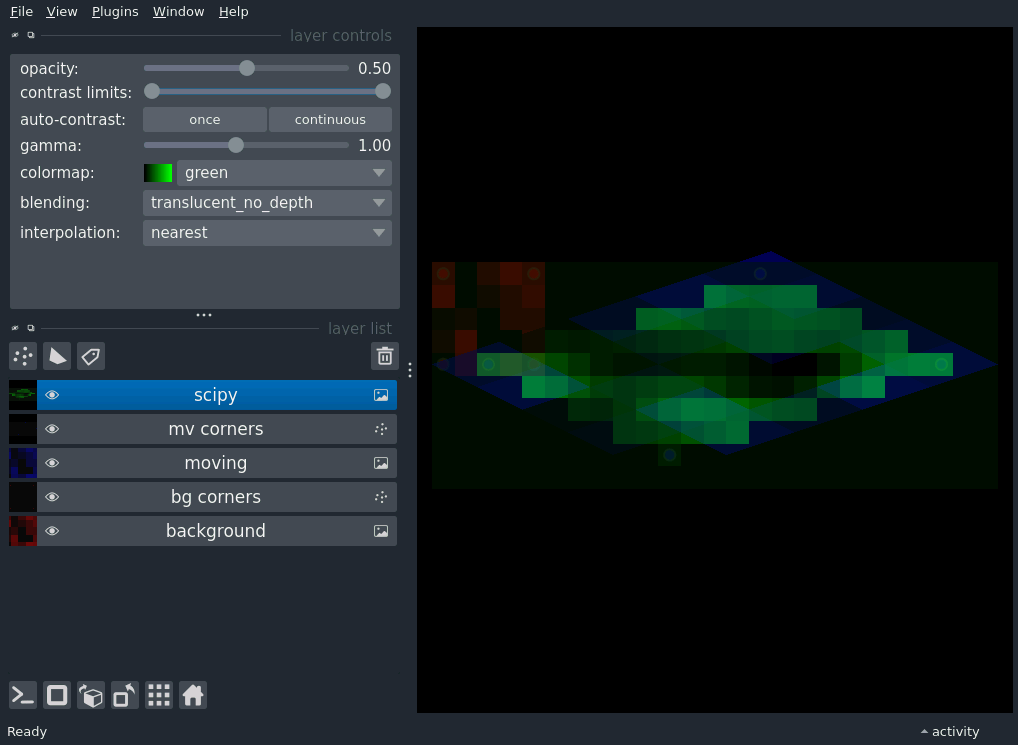 File View Plugins Window Help
layer controls
opacity: 0.50
contrast limits:
auto-contrast: once continuous
gamma: 1.00
colormap: green
blending: translucent_no_depth
interpolation: nearest
layer list
scipy
mv corners
moving
bg corners
background
Ready activity